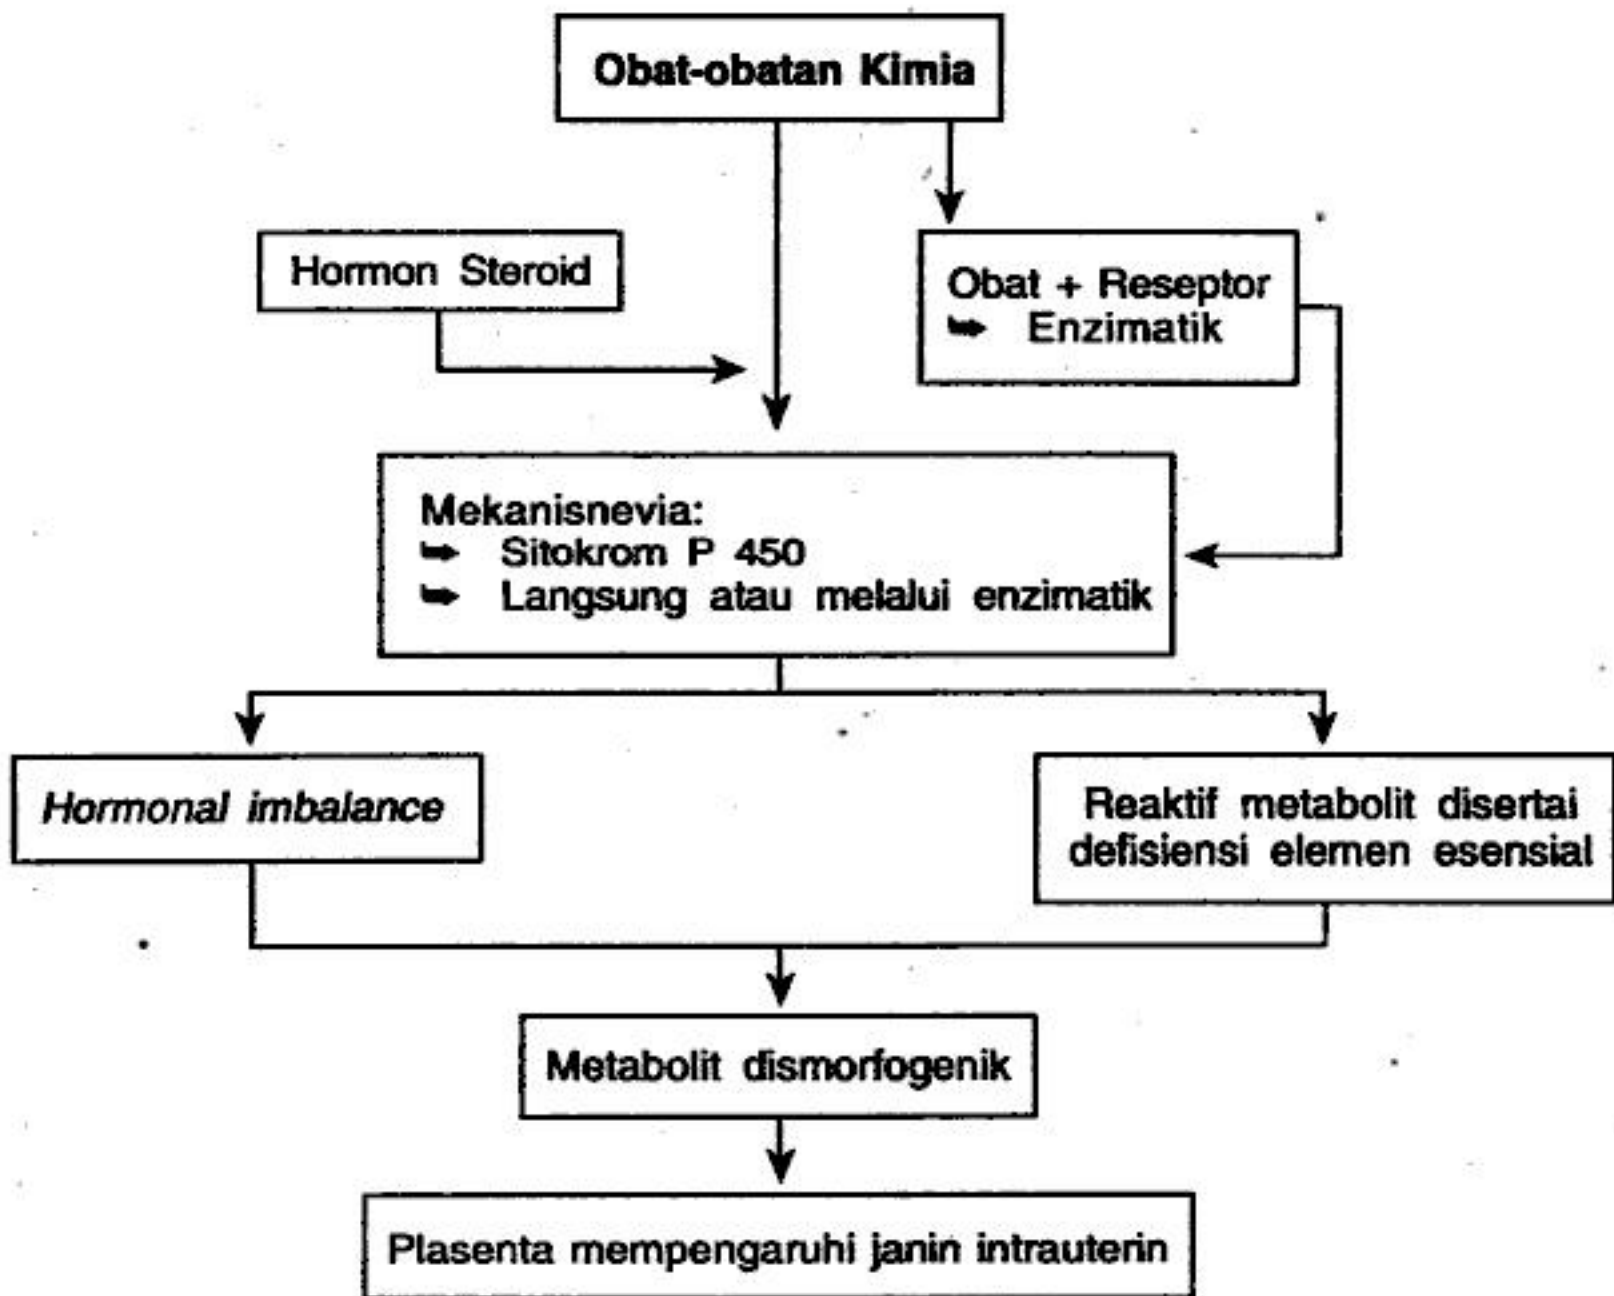 Obat-obatan Kimia
Hormon Steroid
Obat + Reseptor
➥ Enzimatik
Mekanisnevia:
➥ Sitokrom P 450
➥ Langsung atau melalui enzimatik
Hormonal imbalance
Reaktif metabolit disertai
defisiensi elemen esensial
Metabolit dismorfogenik
Plasenta mempengaruhi janin intrauterin